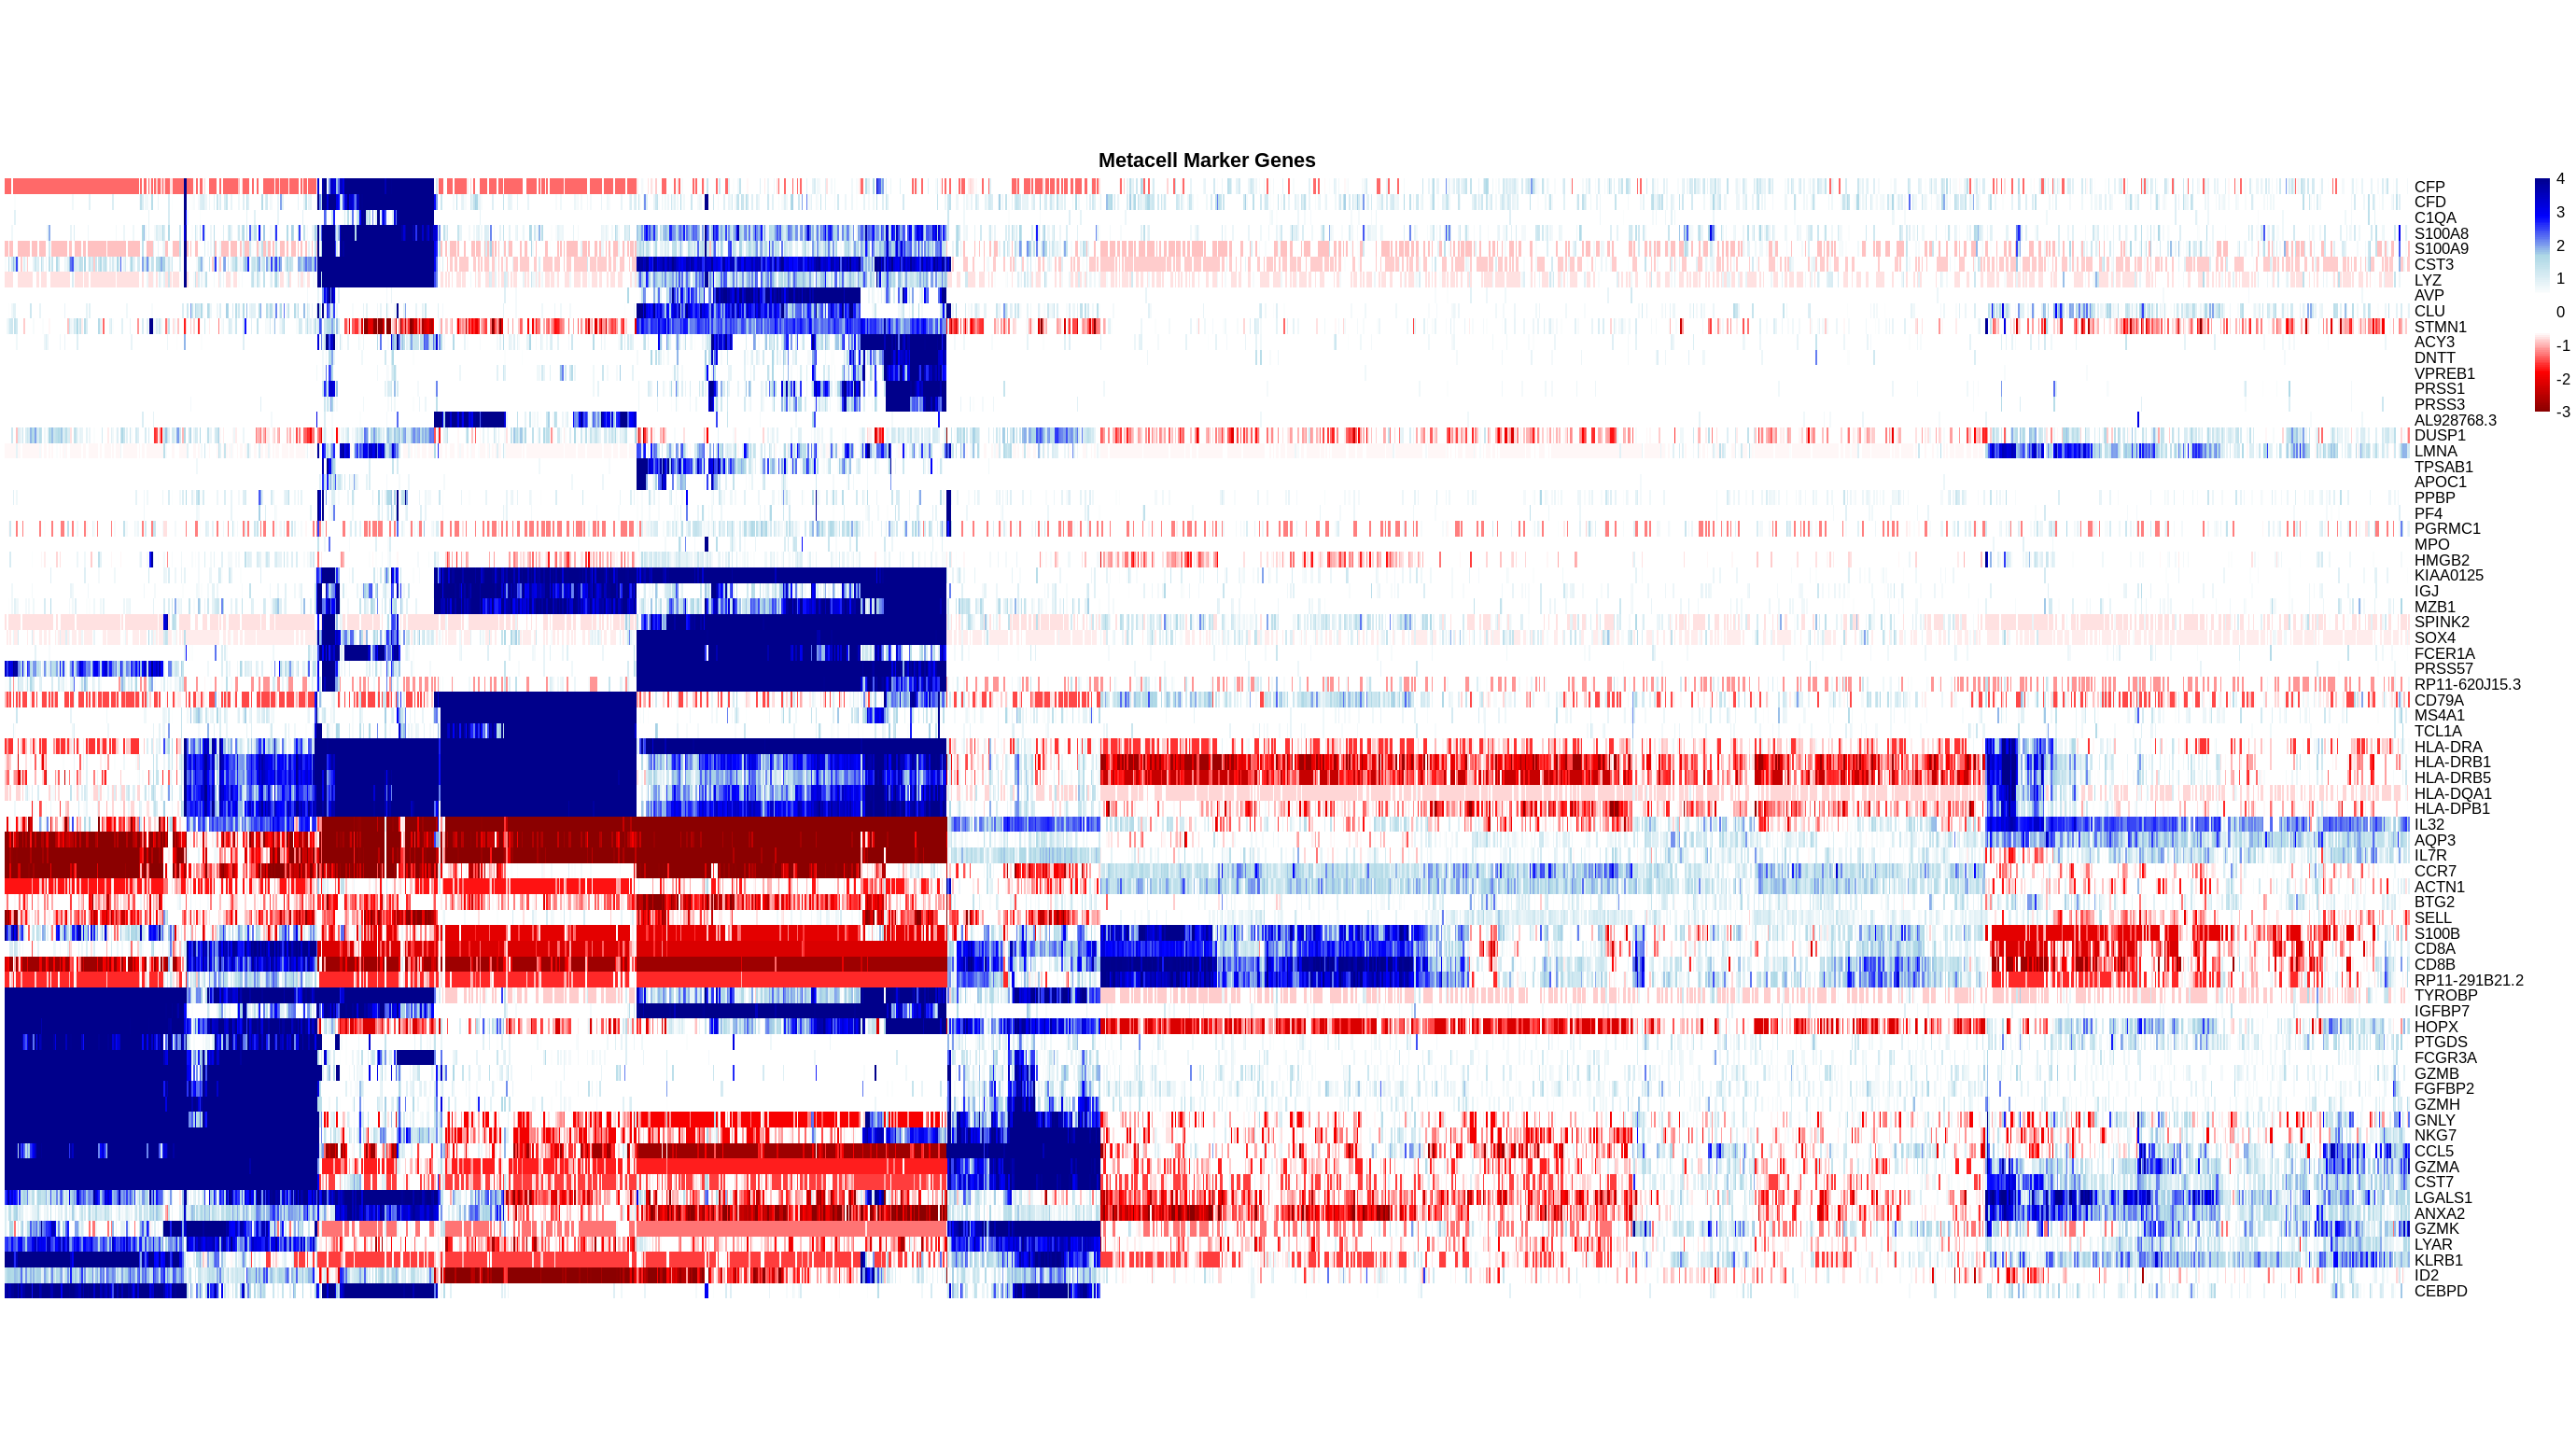 Metacell Marker Genes
CFP
CFD
C1QA
S100A8
S100A9
CST3
LYZ
AVP
CLU
STMN1
ACY3
DNTT
VPREB1
PRSS1
PRSS3
AL928768.3
DUSP1
LMNA
TPSAB1
APOC1
PPBP
PF4
PGRMC1
MPO
HMGB2
KIAA0125
IGJ
MZB1
SPINK2
SOX4
FCER1A
PRSS57
RP11-620J15.3
CD79A
MS4A1
TCL1A
HLA-DRA
HLA-DRB1
HLA-DRB5
HLA-DQA1
HLA-DPB1
IL32
AQP3
IL7R
CCR7
ACTN1
BTG2
SELL
S100B
CD8A
CD8B
RP11-291B21.2
TYROBP
IGFBP7
HOPX
PTGDS
FCGR3A
GZMB
FGFBP2
GZMH
GNLY
NKG7
CCL5
GZMA
CST7
LGALS1
ANXA2
GZMK
LYAR
KLRB1
ID2
CEBPD
4
3
2
1
0
-1
-2
-3